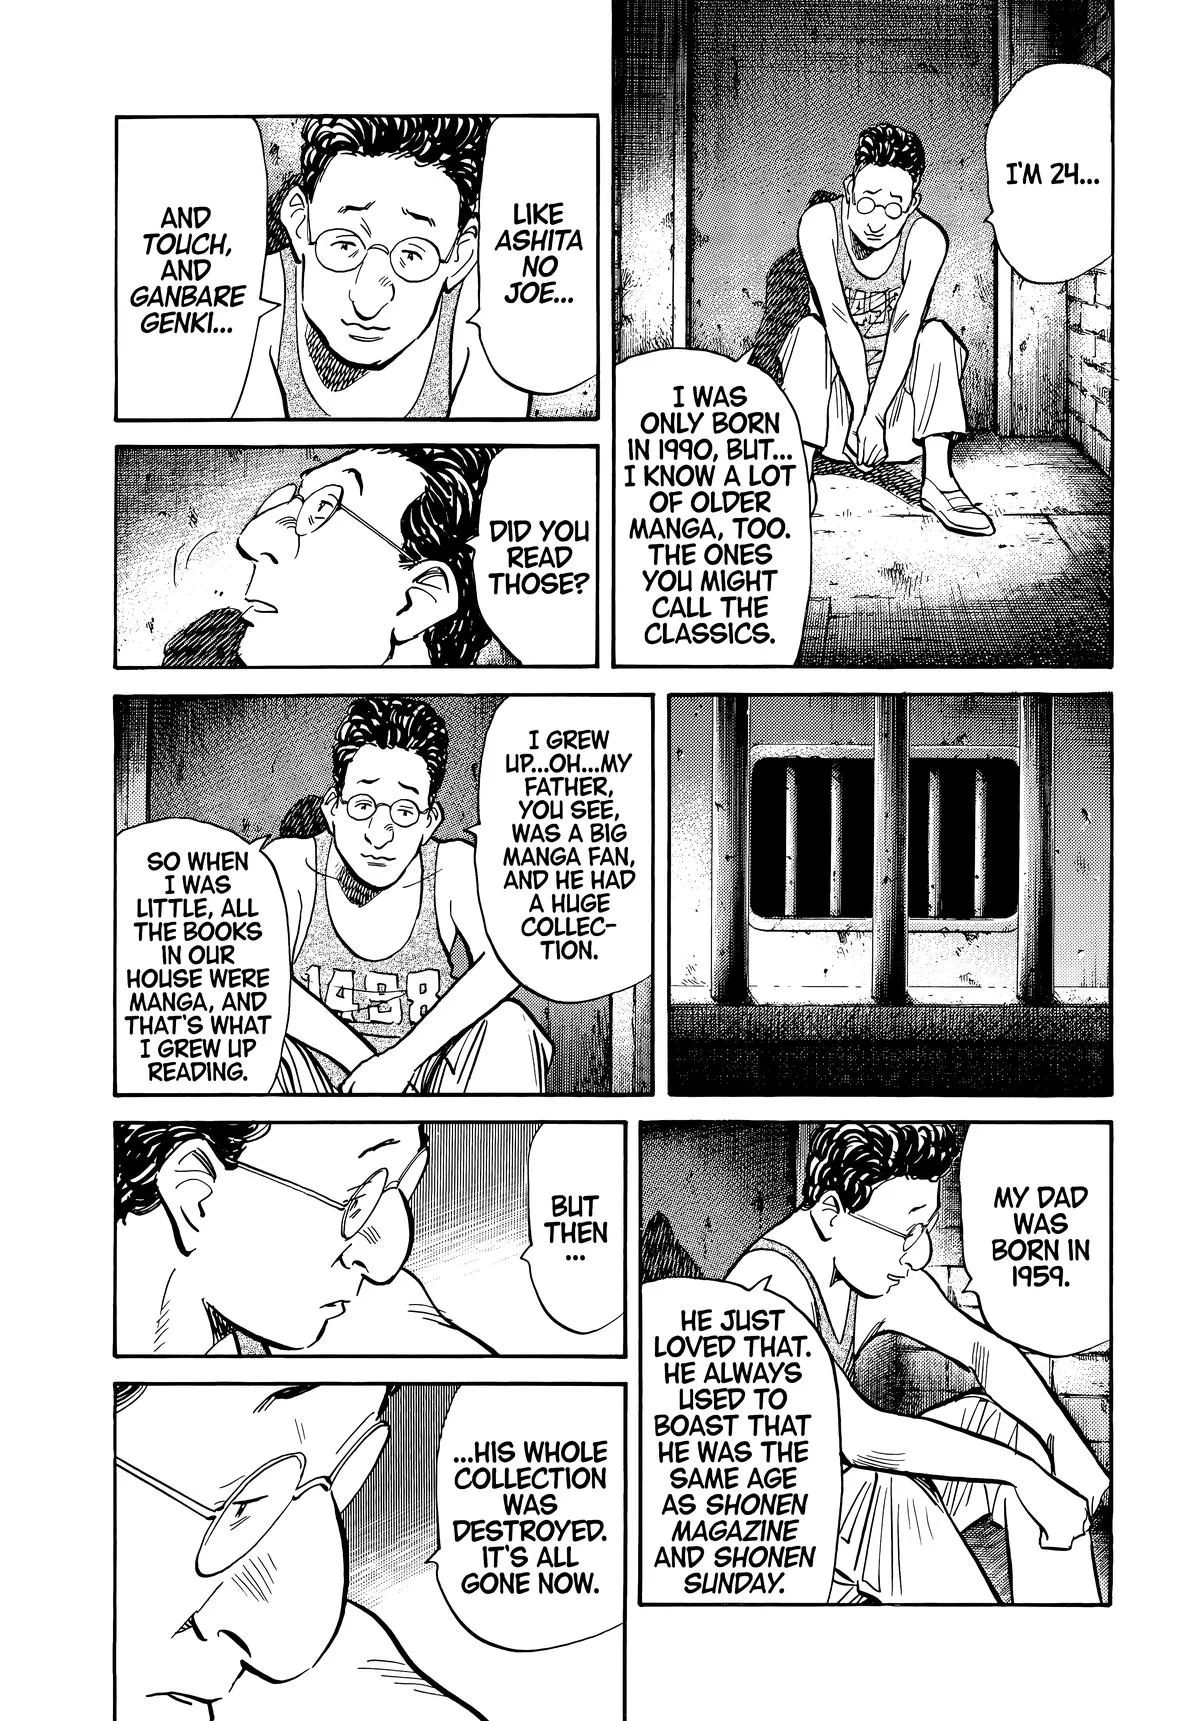 I'M 24...
I WAS
ONLY BORN
IN 1990, BUT...
I KNOW A LOT
OF OLDER
MANGA, TOO.
THE ONES
YOU MIGHT
CALL THE
CLASSICS.
LIKE
ASHITA
NO
JOE...
AND
TOUCH,
AND
GANBARE
GENKI...
DID YOU
READ
THOSE?
I GREW
UP...OH...MY
FATHER,
YOU SEE,
WAS A BIG
MANGA FAN,
AND HE HAD
A HUGE
COLLEC-
TION.
SO WHEN
I WAS
LITTLE, ALL
THE BOOKS
IN OUR
HOUSE WERE
MANGA, AND
THAT'S WHAT
I GREW UP
READING.
1498
MY DAD
WAS
BORN IN
1959.
HE JUST
LOVED THAT.
HE ALWAYS
USED TO
BOAST THAT
HE WAS THE
SAME AGE
AS SHONEN
MAGAZINE
AND SHONEN
SUNDAY.
BUT
THEN
...
...HIS WHOLE
COLLECTION
WAS
DESTROYED.
IT'S ALL
GONE NOW.